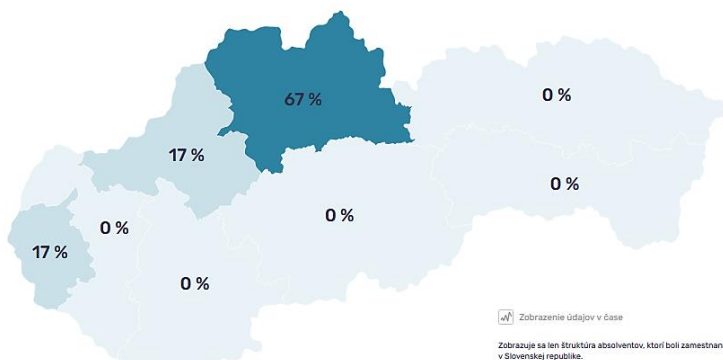 67 %
0 %
17 %
0 %
0 %
0 %
17 %
0 %
Zobrazenie údajov v čase
Zobrazuje sa len štruktúra absolventov, ktorí boli zamestnan
v Slovenskej republike.